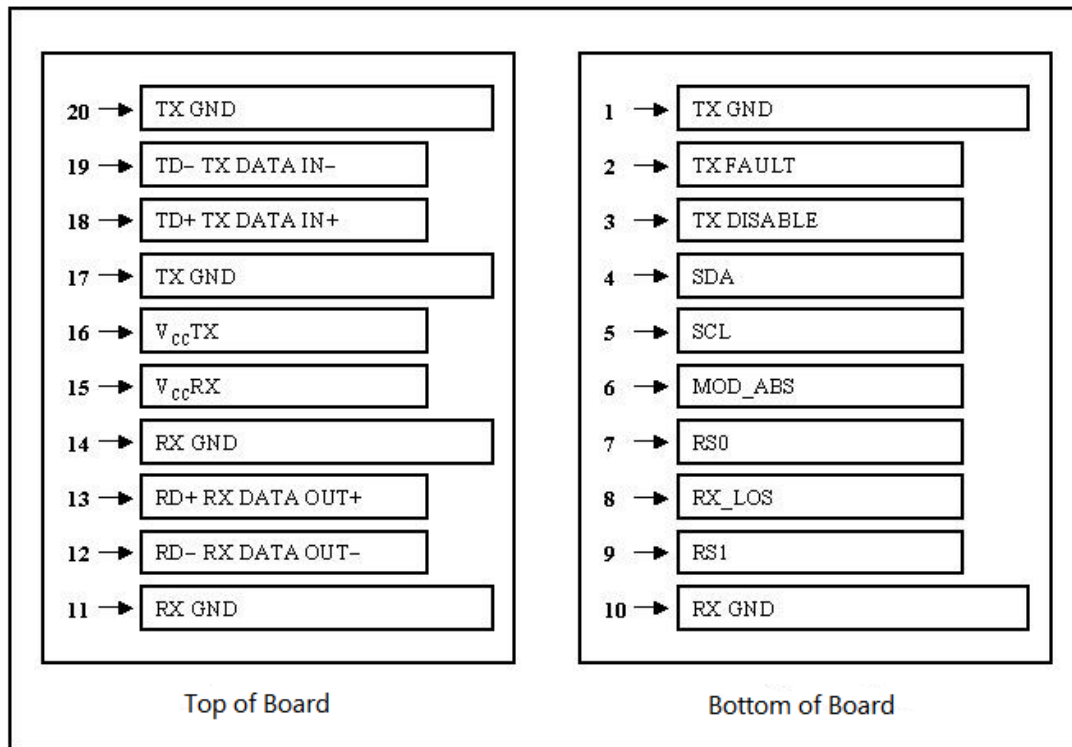 20 TX GND
19 TD− TX DATA IN−
18 TD+ TX DATA IN+
17 TX GND
16 VCCTX
15 VCCRX
14 RX GND
13 RD+ RX DATA OUT+
12 RD− RX DATA OUT−
11 RX GND
Top of Board
1 TX GND
2 TX FAULT
3 TX DISABLE
4 SDA
5 SCL
6 MOD_ABS
7 RS0
8 RX_LOS
9 RS1
10 RX GND
Bottom of Board